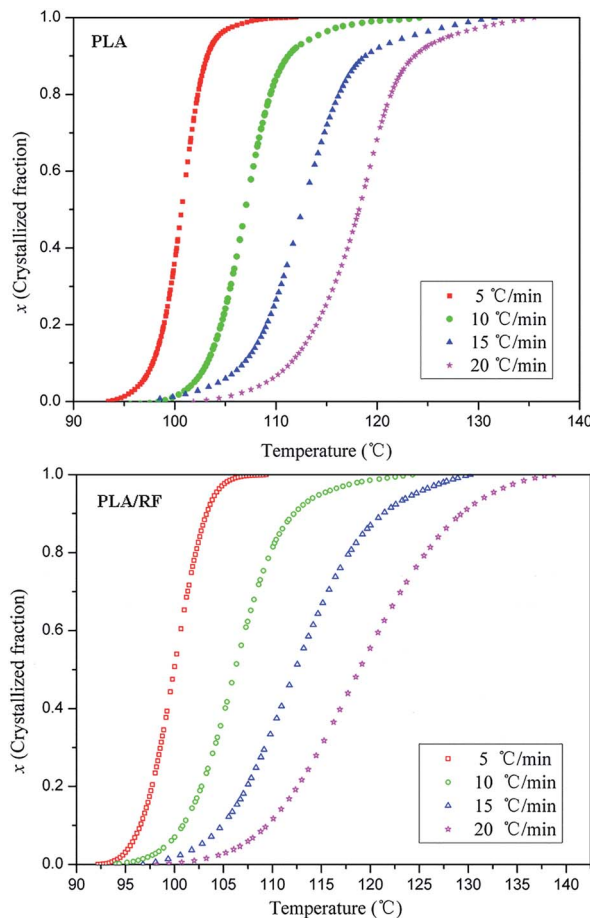 PLA
1.0
0.8
0.6
0.4
0.2
0.0
x (Crystallized fraction)
5 ℃/min
10 ℃/min
15 ℃/min
20 ℃/min
90 100 110 120 130 140
Temperature (℃)
PLA/RF
1.0
0.8
0.6
0.4
0.2
0.0
x (Crystallized fraction)
5 ℃/min
10 ℃/min
15 ℃/min
20 ℃/min
90 95 100 105 110 115 120 125 130 135 140
Temperature (℃)